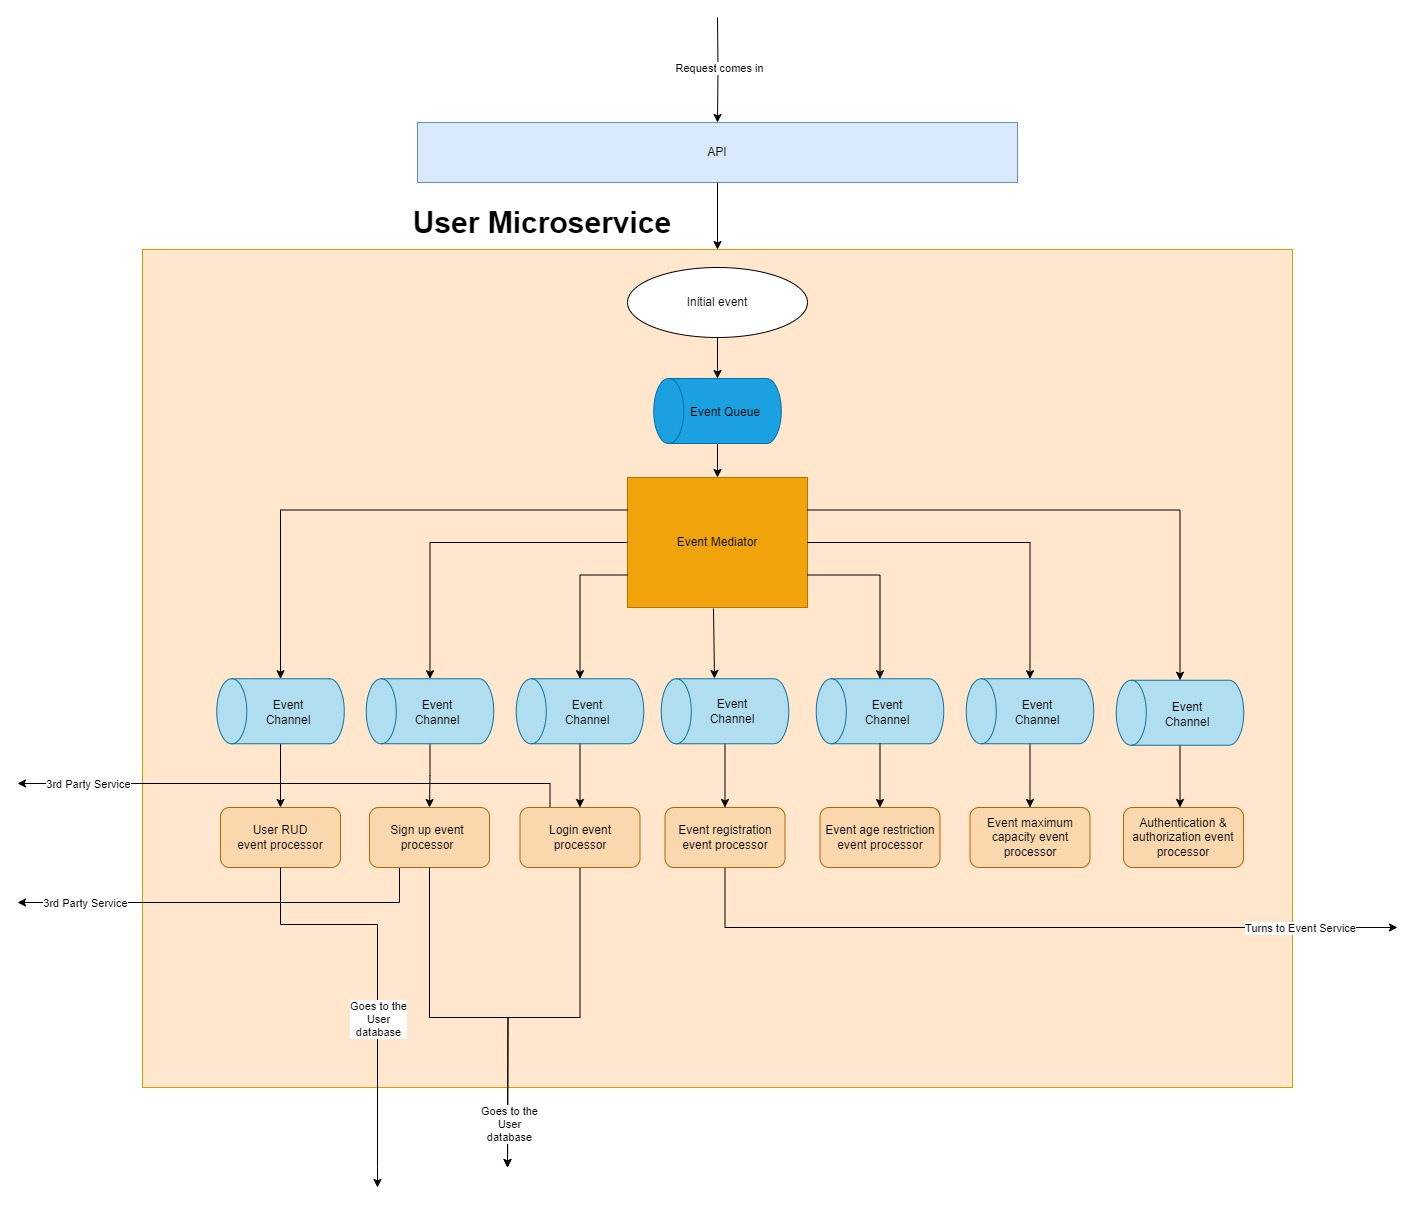 Request comes in
API
User Microservice
Initial event
Event Queue
Event Mediator
Event
Channel
Event
Channel
Event
Channel
Event
Channel
Event
Channel
Event
Channel
Event
Channel
3rd Party Service
User RUD
event processor
Sign up event
processor
Login event
processor
Event registration
event processor
Event age restriction
event processor
Event maximum
capacity event
processor
Authentication &
authorization event
processor
3rd Party Service
Turns to Event Service
Goes to the
User
database
Goes to the
User
database